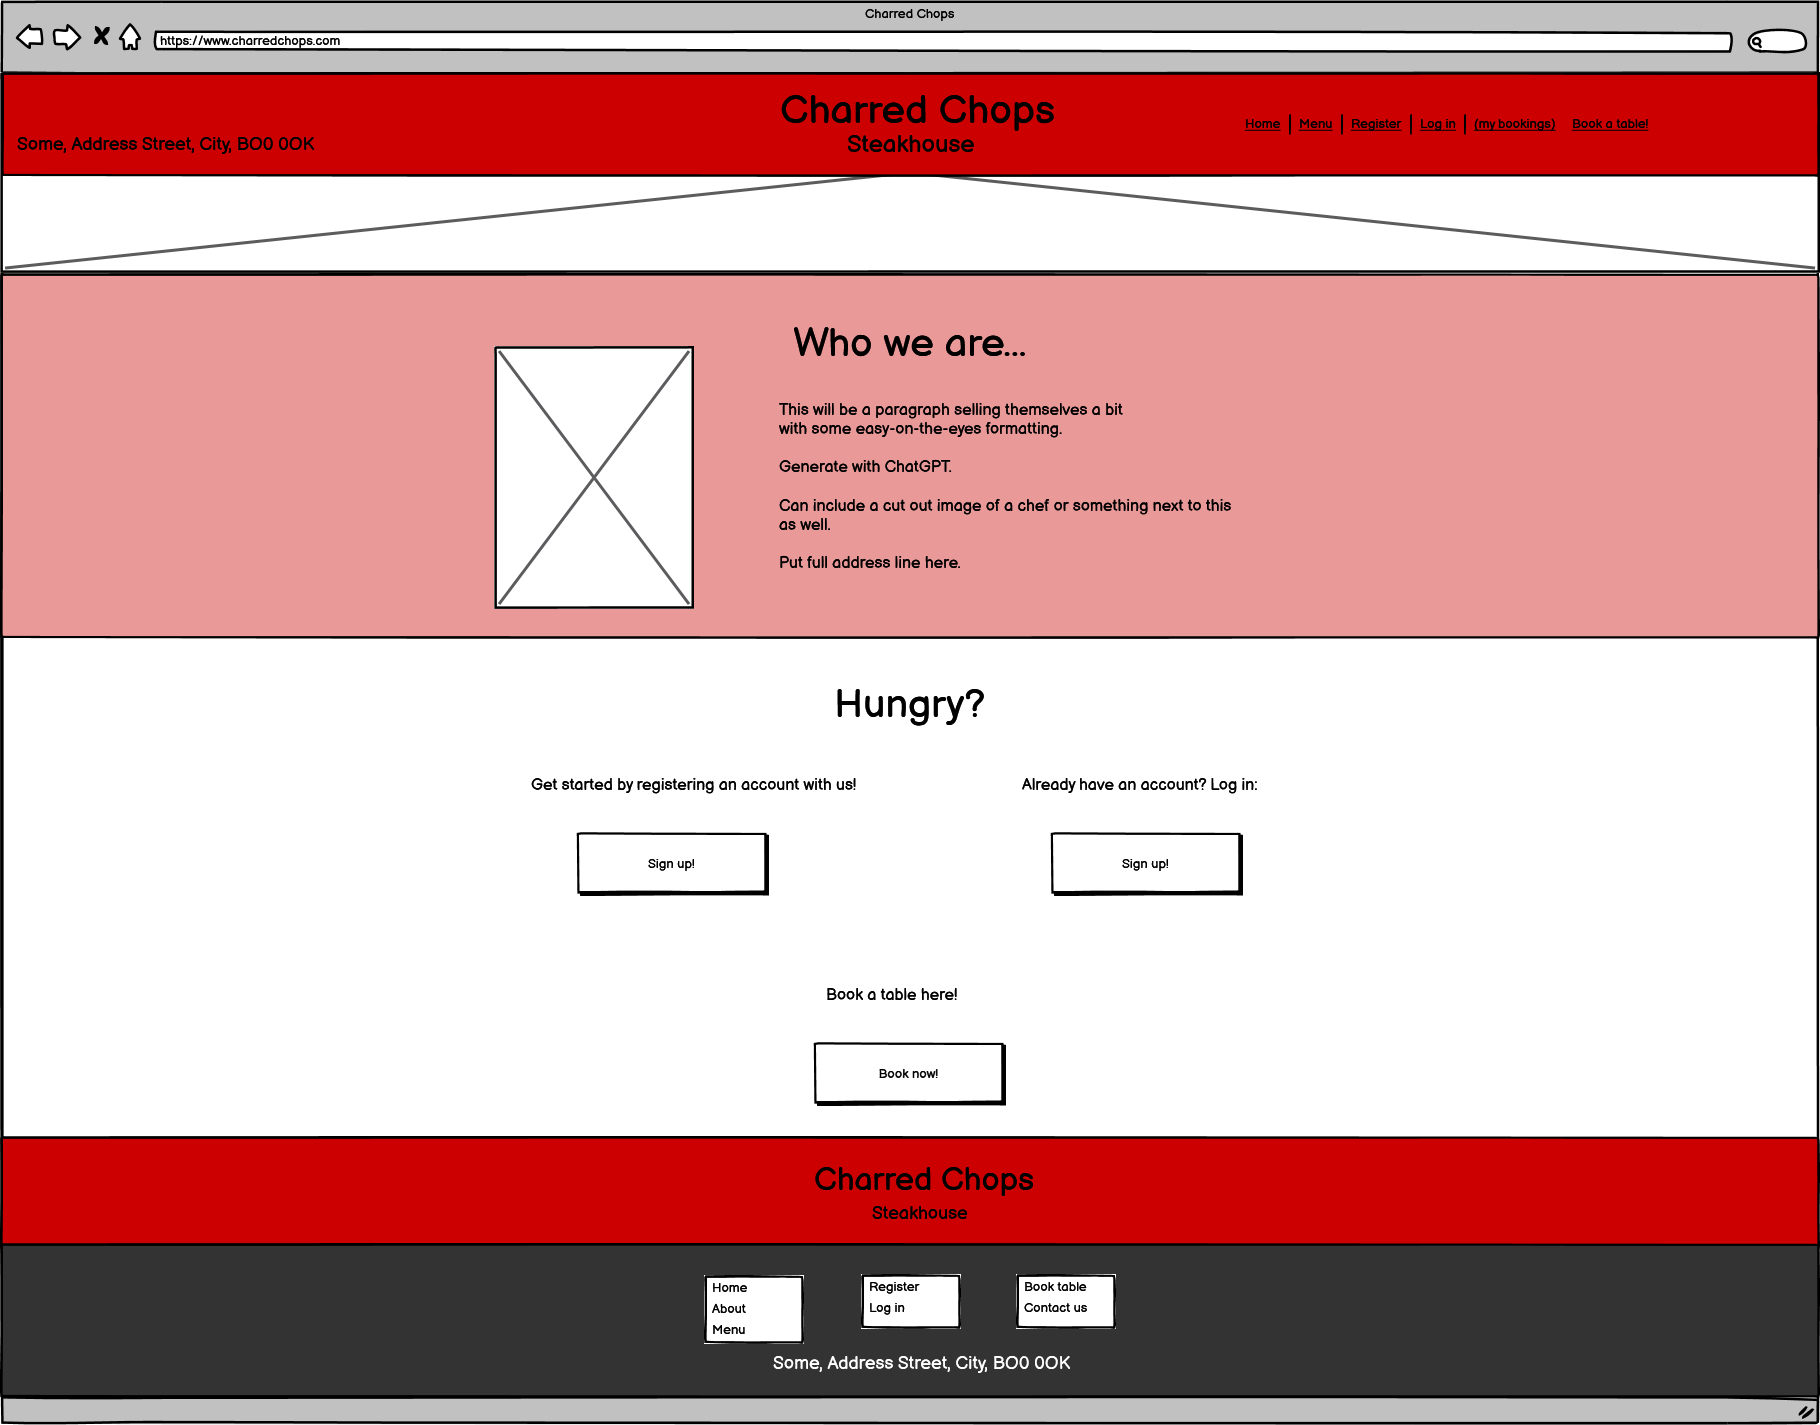 Charred Chops
https://www.charredchops.com
Charred Chops
Steakhouse
Some, Address Street, City, BO0 0OK
Home | Menu | Register | Log in | (my bookings) Book a table!
Who we are...
This will be a paragraph selling themselves a bit
with some easy-on-the-eyes formatting.
Generate with ChatGPT.
Can include a cut out image of a chef or something next to this
as well.
Put full address line here.
Hungry?
Get started by registering an account with us!
Sign up!
Already have an account? Log in:
Sign up!
Book a table here!
Book now!
Charred Chops
Steakhouse
Home
About
Menu
Register
Log in
Book table
Contact us
Some, Address Street, City, BO0 0OK